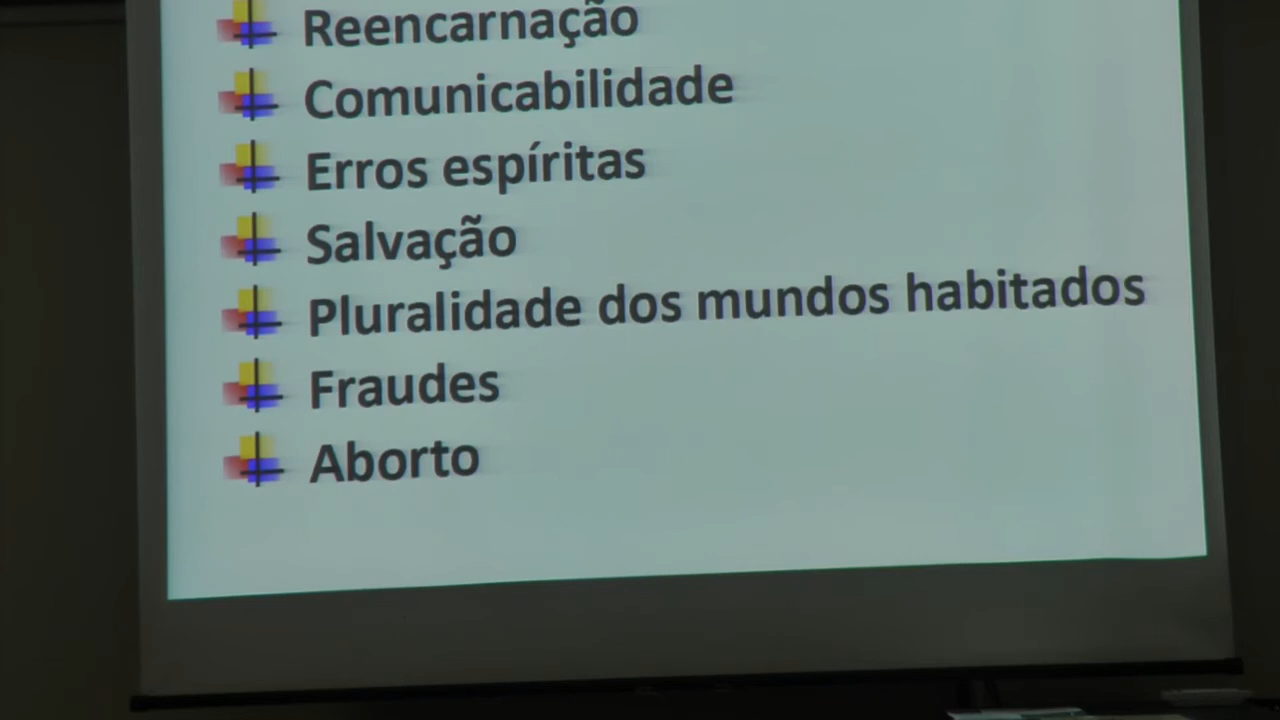 Reencarnação
Comunicabilidade
Erros espíritas
Salvação
Pluralidade dos mundos habitados
Fraudes
Aborto